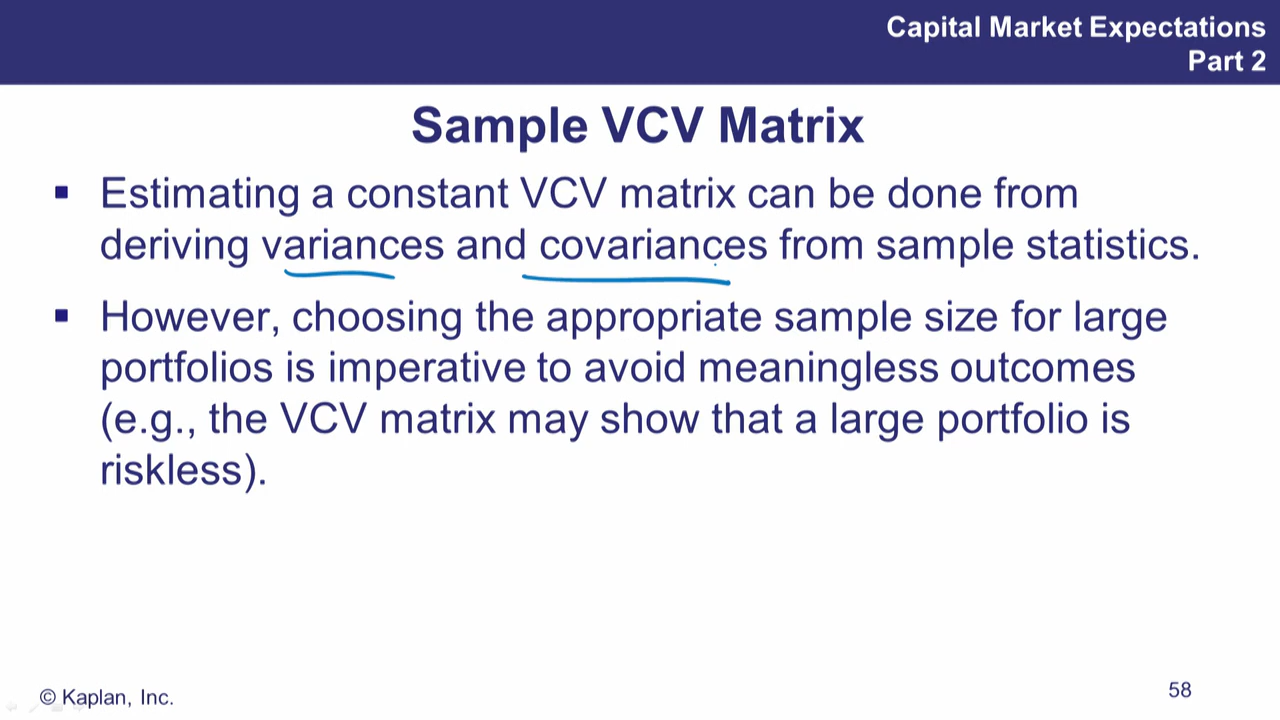 Capital Market Expectations
Part 2
Sample VCV Matrix
▪ Estimating a constant VCV matrix can be done from
deriving variances and covariances from sample statistics.
▪ However, choosing the appropriate sample size for large
portfolios is imperative to avoid meaningless outcomes
(e.g., the VCV matrix may show that a large portfolio is
riskless).
© Kaplan, Inc.
58